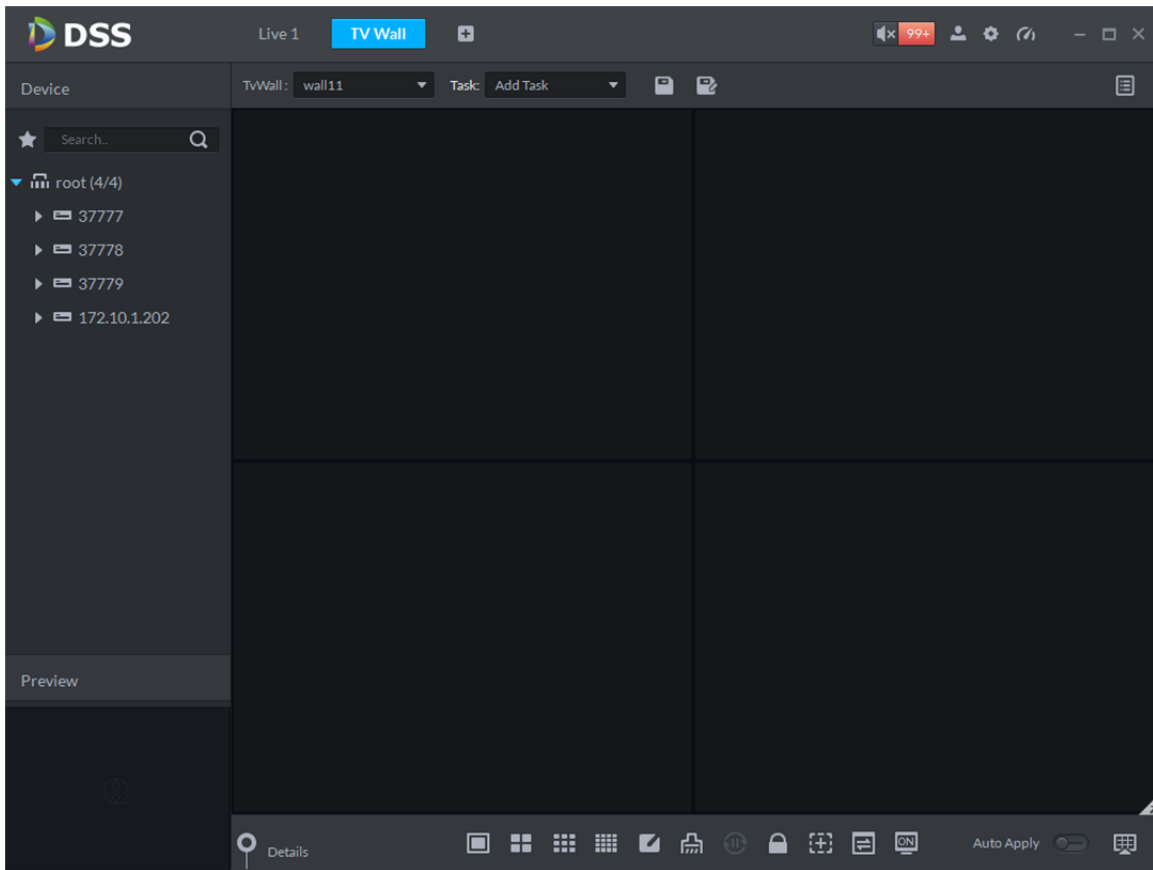 DSS
Live 1
TV Wall
99+
Device
TvWall :
wall11
Task:
Add Task
Search..
root (4/4)
37777
37778
37779
172.10.1.202
Preview
Details
ON
Auto Apply